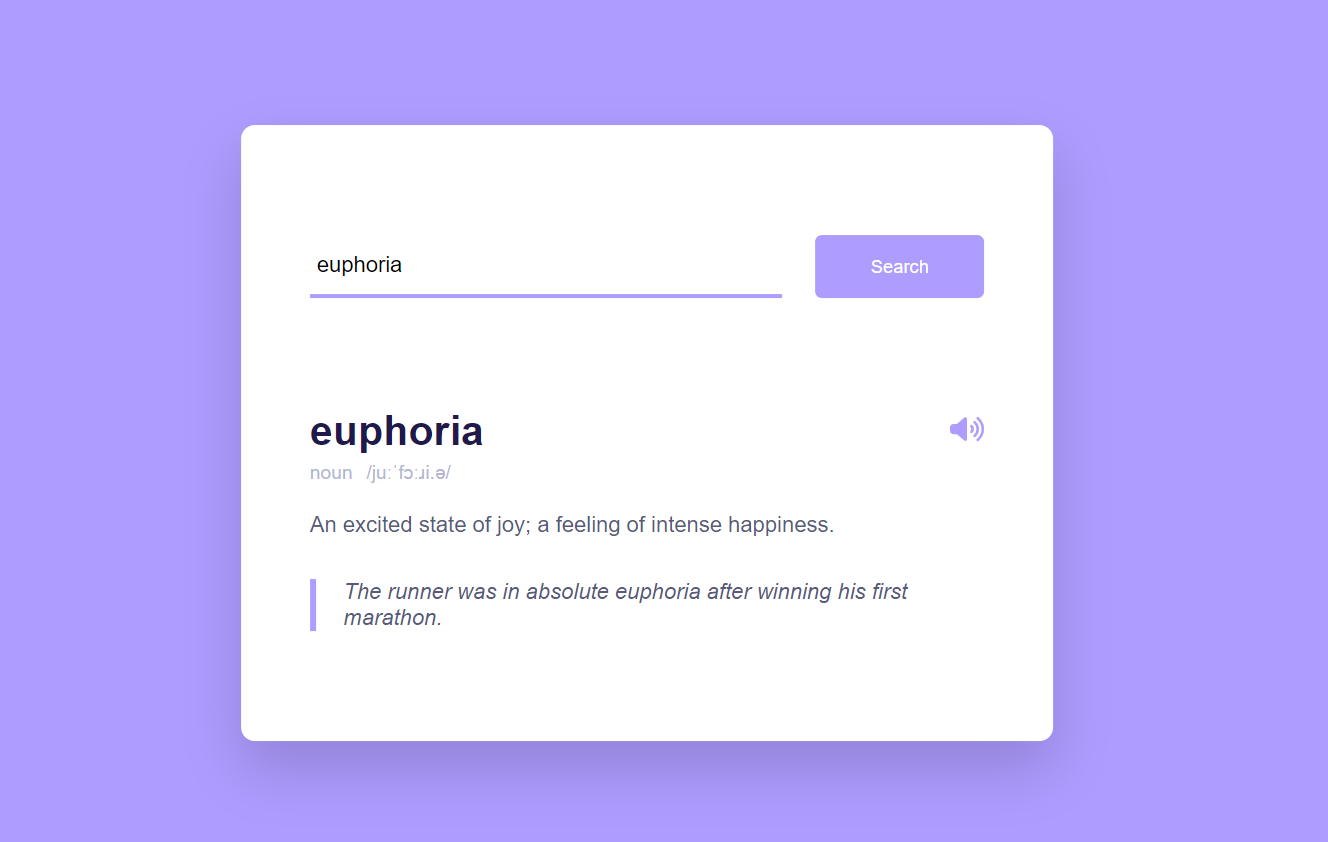 euphoria
Search
euphoria
noun /juːˈfɔːɹi.ə/
An excited state of joy; a feeling of intense happiness.
The runner was in absolute euphoria after winning his first
marathon.